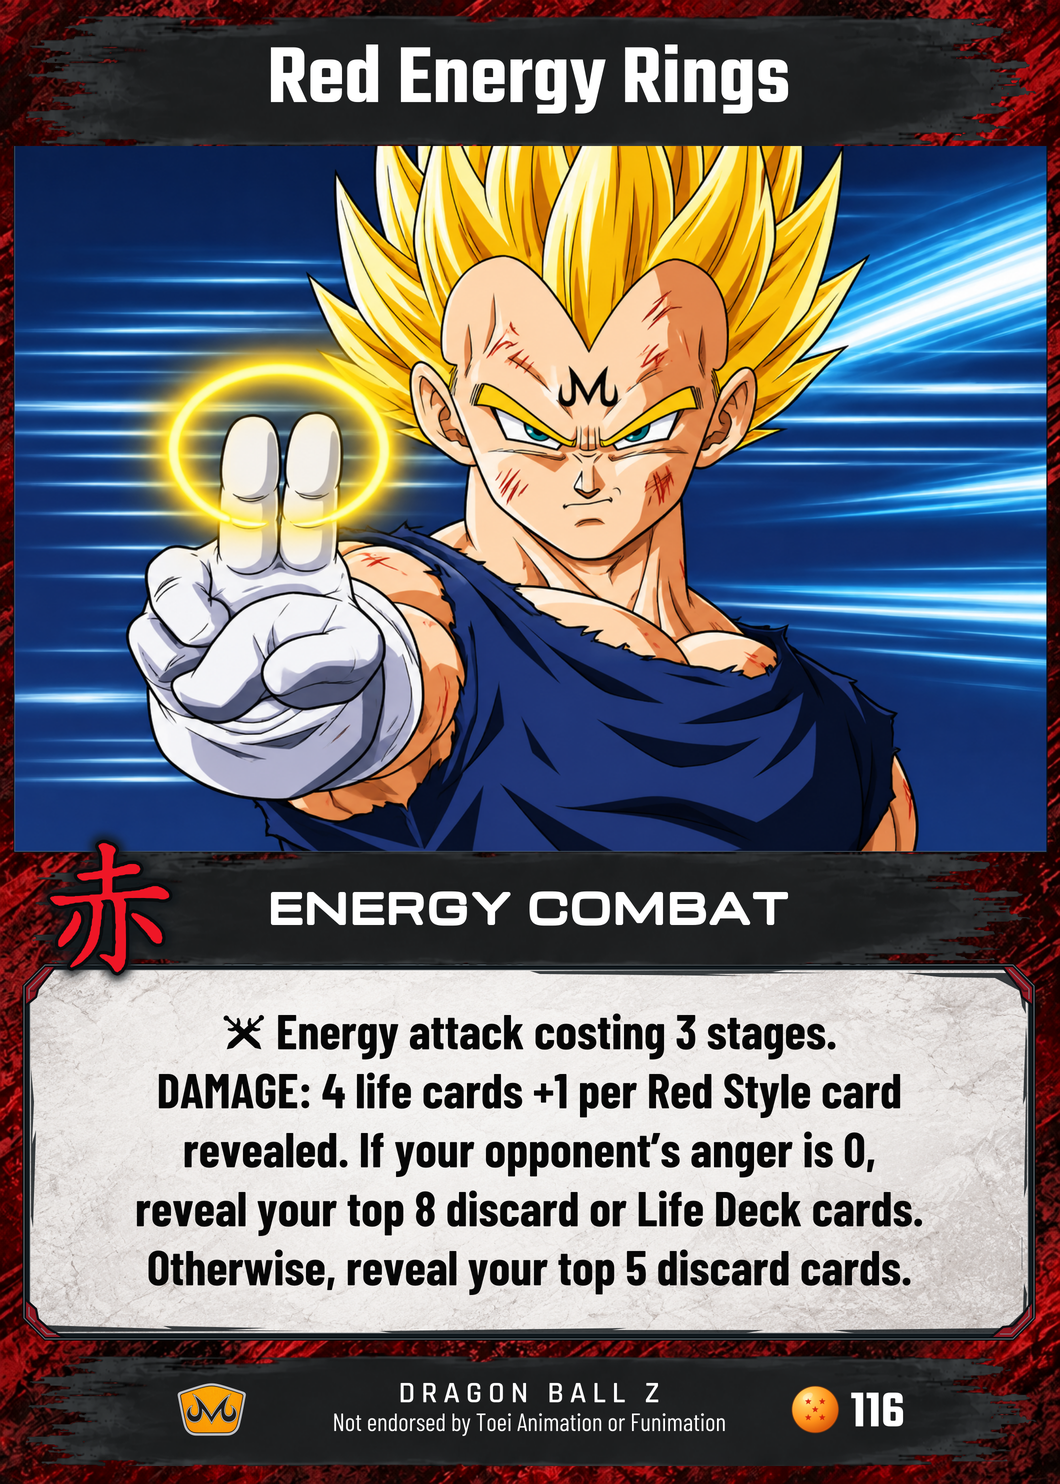 Red Energy Rings
赤
ENERGY COMBAT
Energy attack costing 3 stages.
DAMAGE: 4 life cards +1 per Red Style card
revealed. If your opponent’s anger is 0,
reveal your top 8 discard or Life Deck cards.
Otherwise, reveal your top 5 discard cards.
DRAGON BALL Z
Not endorsed by Toei Animation or Funimation
116